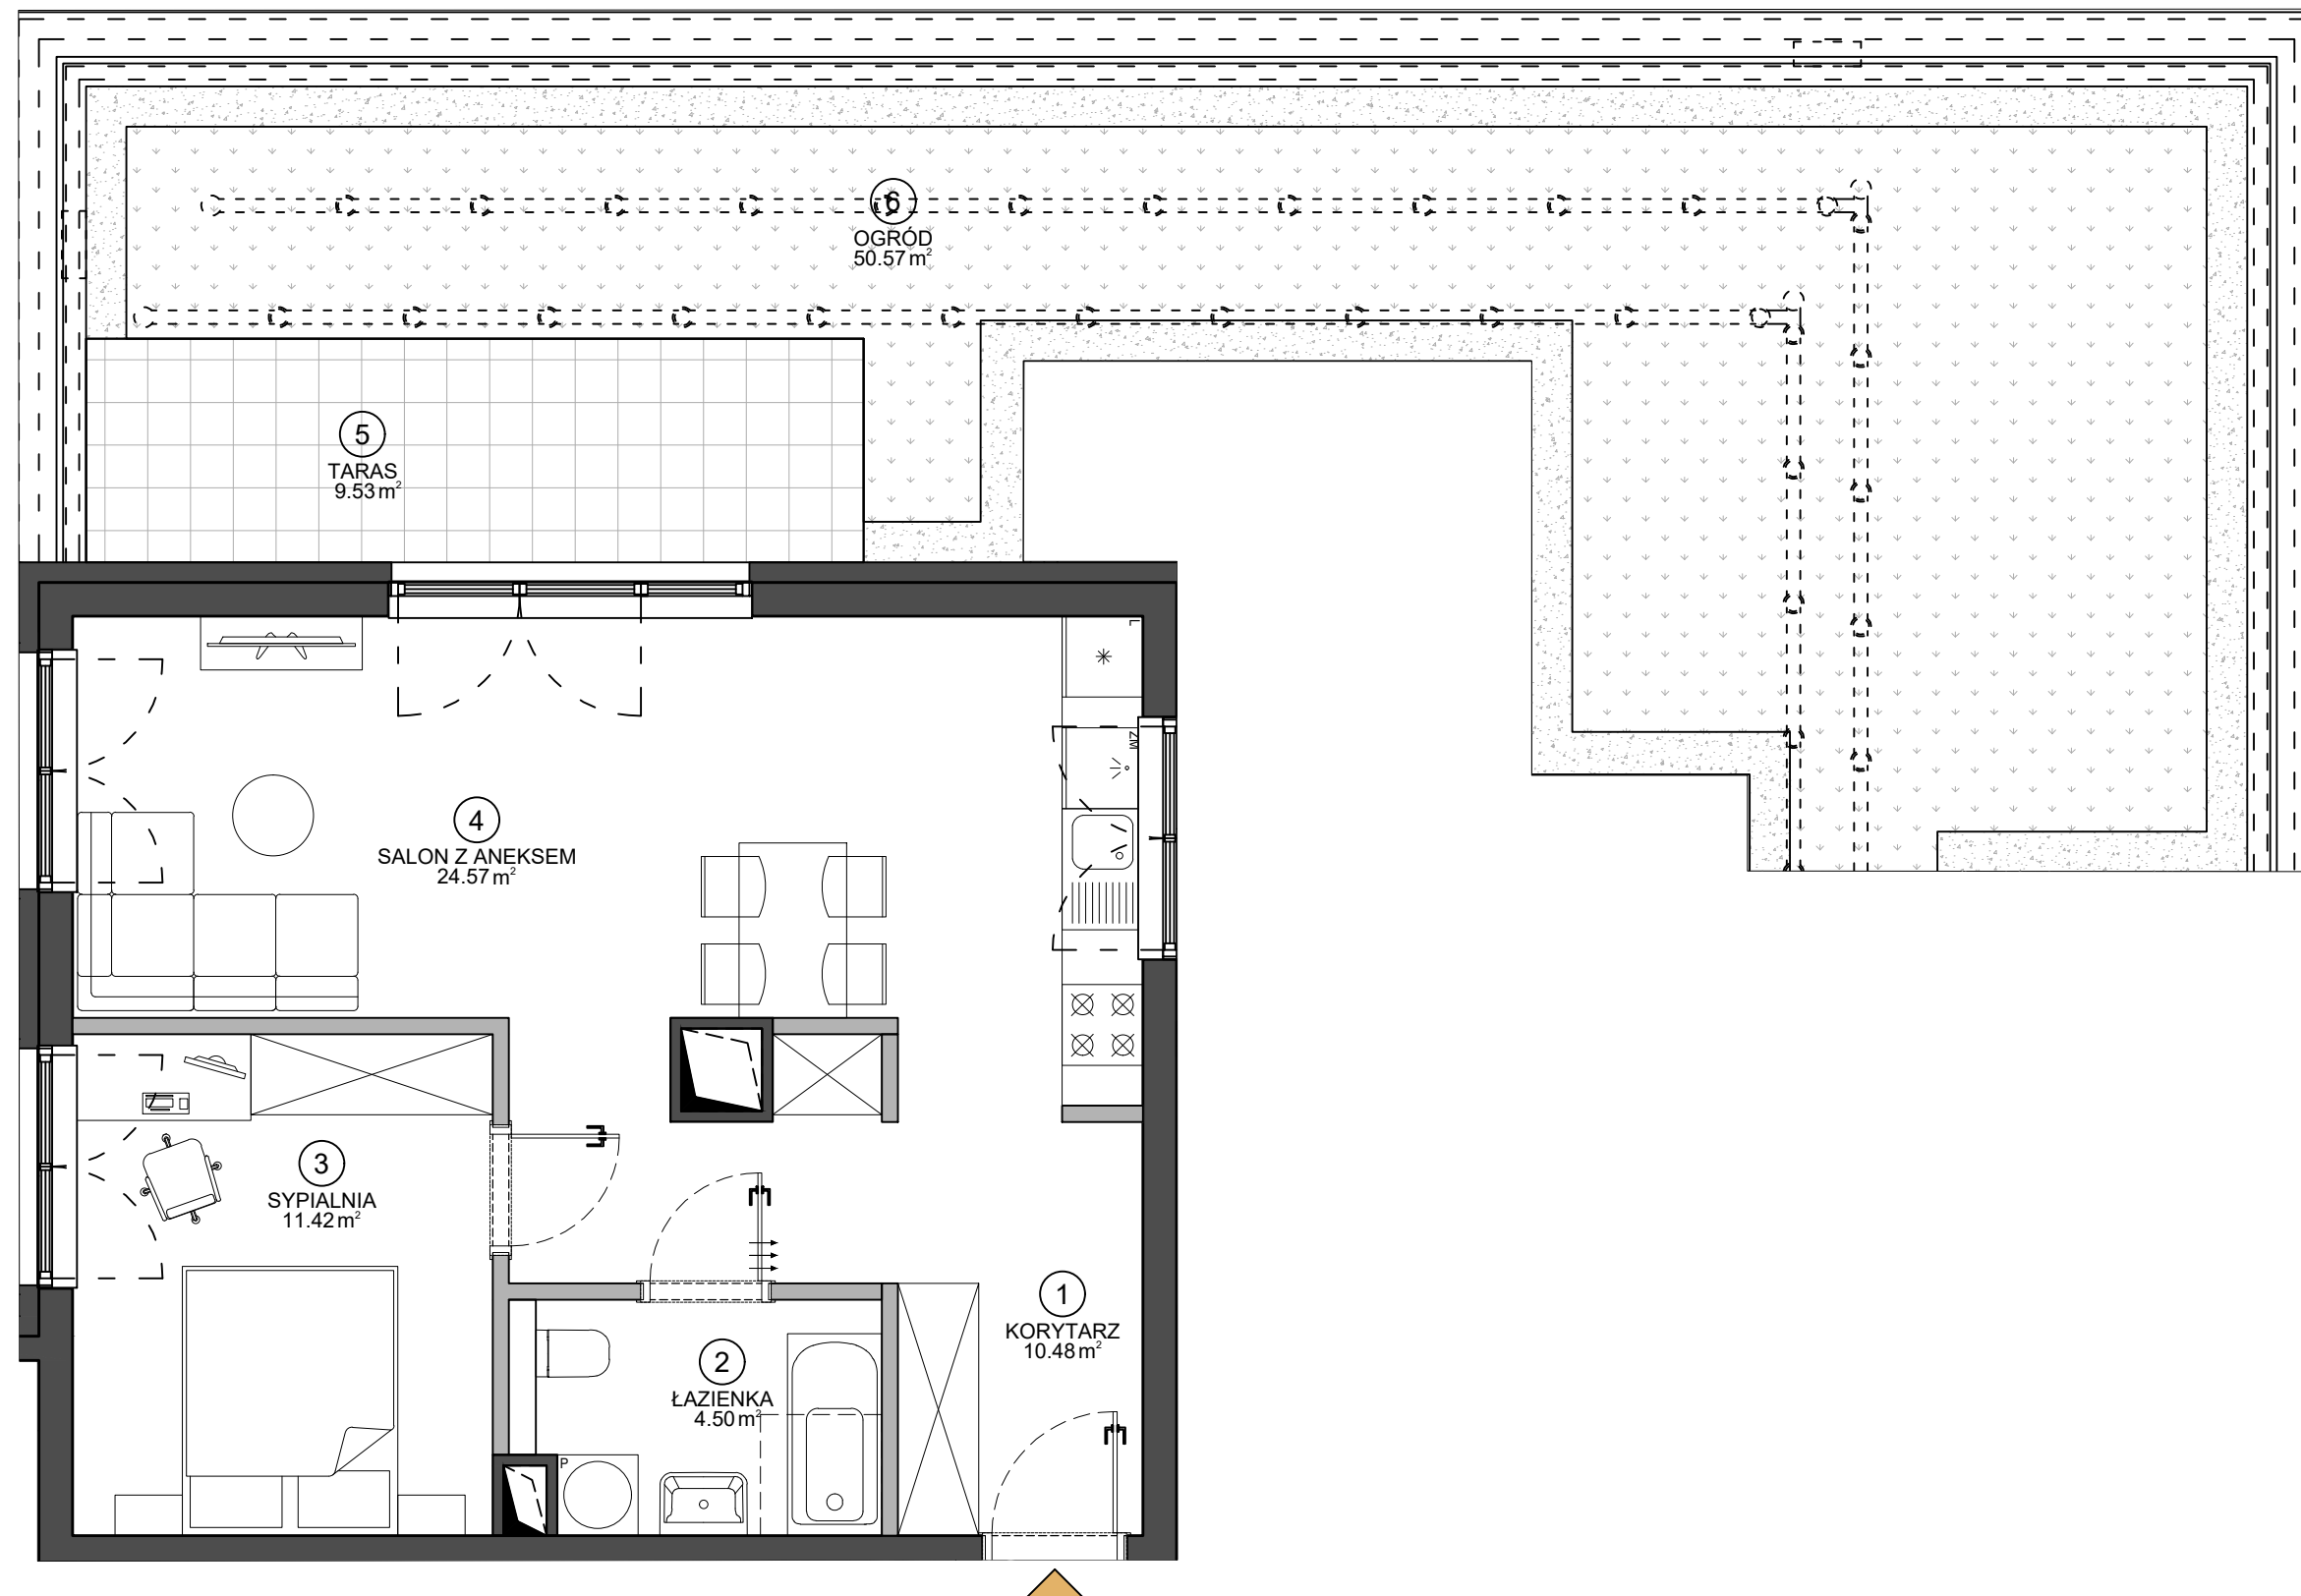 6
OGRÓD
50.57 m²
5
TARAS
9.53 m²
L
ZM
4
SALON Z ANEKSEM
24.57 m²
3
SYPIALNIA
11.42 m²
1
KORYTARZ
10.48 m²
2
ŁAZIENKA
4.50 m²
P